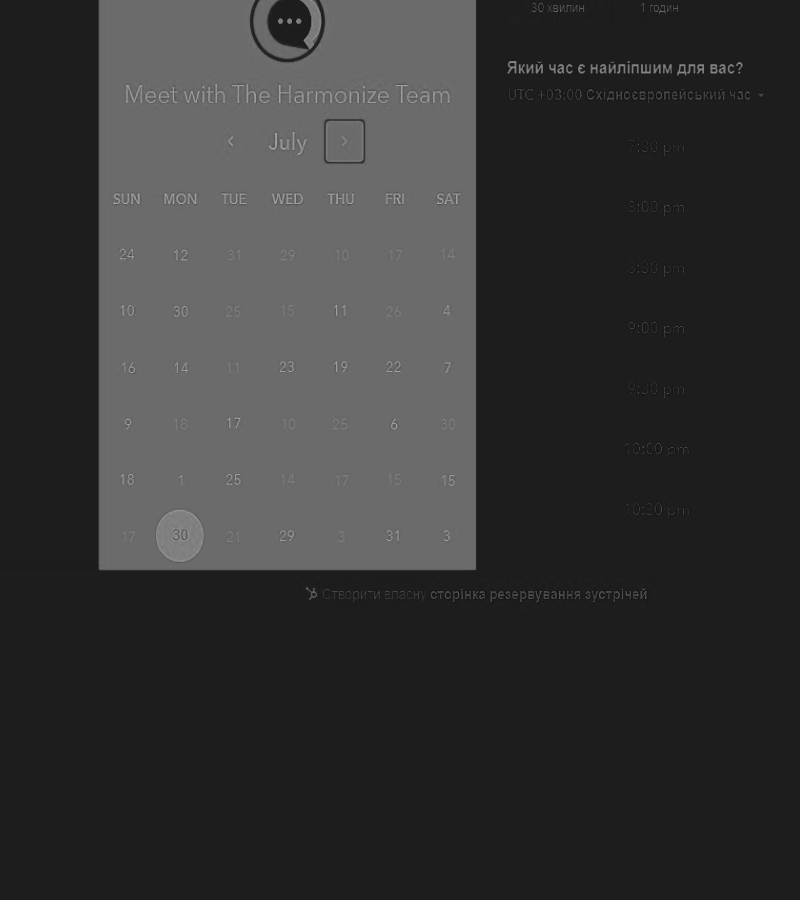 30 хвилин 1 годин
Meet with The Harmonize Team
July
SUN MON TUE WED THU FRI SAT
24 12 31 29 10 17 14
10 30 25 15 11 26 4
16 14 11 23 19 22 7
9 18 17 10 25 6 30
18 1 25 14 17 15 15
17 30 21 29 3 31 3
Який час є найліпшим для вас?
UTC +03:00 Східноєвропейський час
7:30 pm
8:00 pm
8:30 pm
9:00 pm
9:30 pm
10:00 pm
10:30 pm
Створити власну сторінка резервування зустрічей